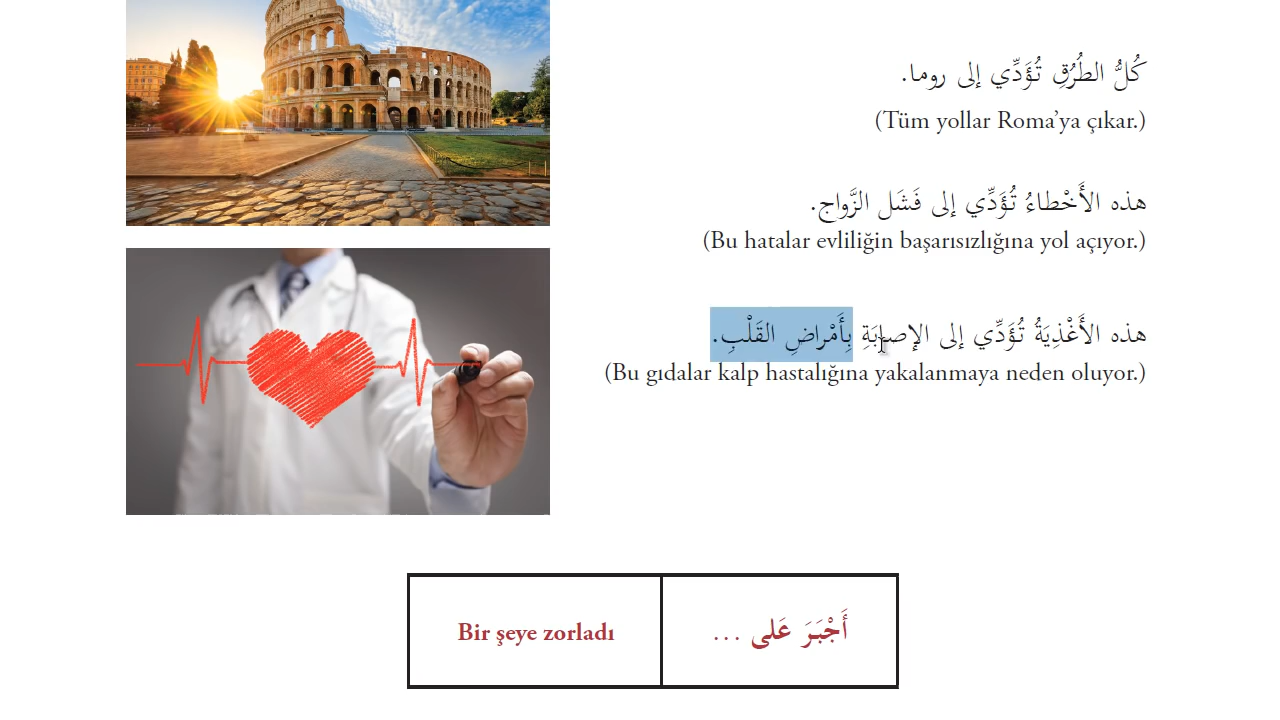 كُلُّ الطُرُقِ تُؤَدِّي إلى روما.
(Tüm yollar Roma’ya çıkar.)
هذه الأَخْطاءُ تُؤَدِّي إلى فَشَل الزَّواج.
(Bu hatalar evliliğin başarısızlığına yol açıyor.)
هذه الأَغْذِيَةُ تُؤَدِّي إلى الإصابَةِ بِأَمْراضِ القَلْبِ.
(Bu gıdalar kalp hastalığına yakalanmaya neden oluyor.)
أَجْبَرَ عَلى ...
Bir şeye zorladı